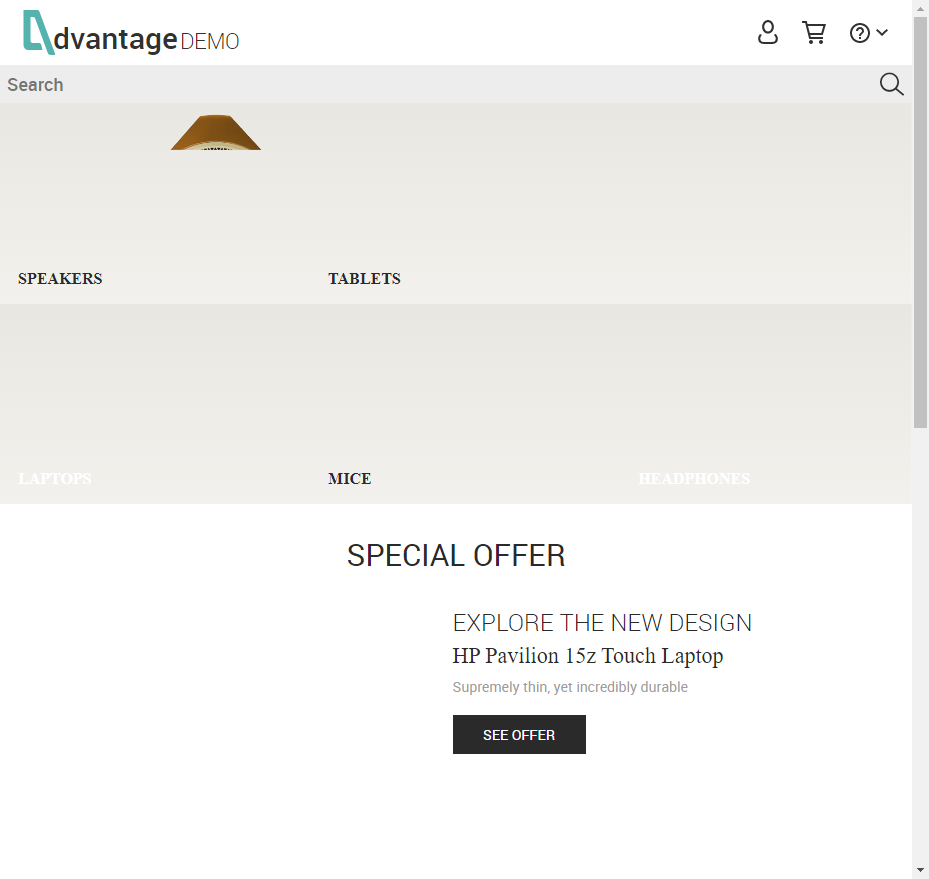 dvantage DEMO
Search
SPEAKERS
TABLETS
LAPTOPS
MICE
HEADPHONES
SPECIAL OFFER
EXPLORE THE NEW DESIGN
HP Pavilion 15z Touch Laptop
Supremely thin, yet incredibly durable
SEE OFFER